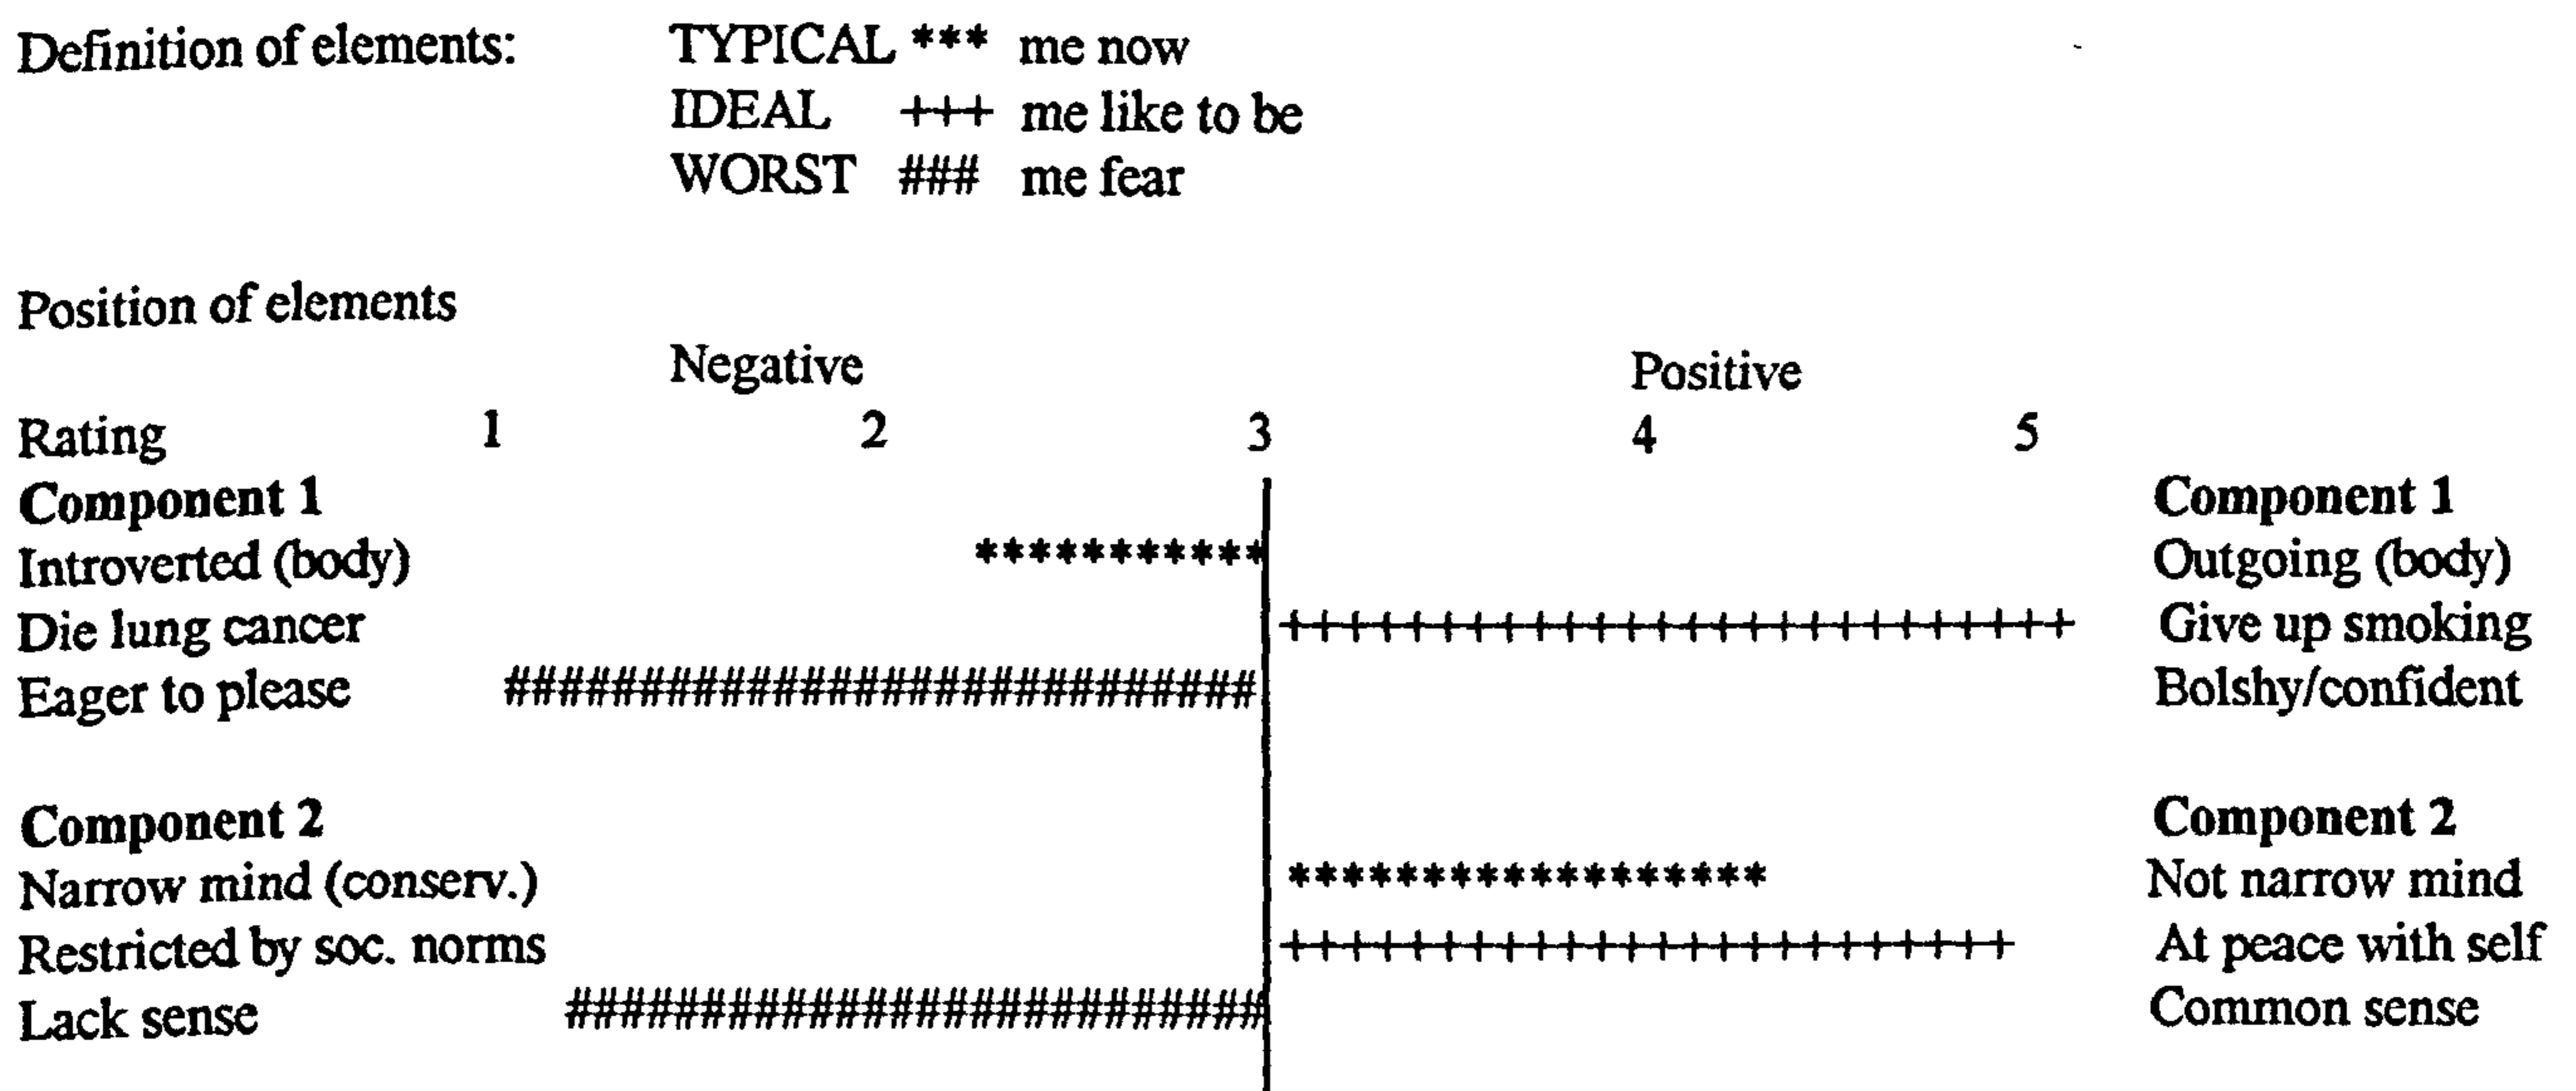 Definition of elements: TYPICAL *** me now
IDEAL +++ me like to be
WORST ### me fear
Position of elements
Negative Positive
Rating 1 2 3 4 5
Component 1 Component 1
Introverted (body) *********** Outgoing (body)
Die lung cancer ++++++++++++++++++++++++++ Give up smoking
Eager to please ############################ Bolshy/confident
Component 2 Component 2
Narrow mind (conserv.) ****************** Not narrow mind
Restricted by soc. norms ++++++++++++++++++++++++ At peace with self
Lack sense ########################## Common sense